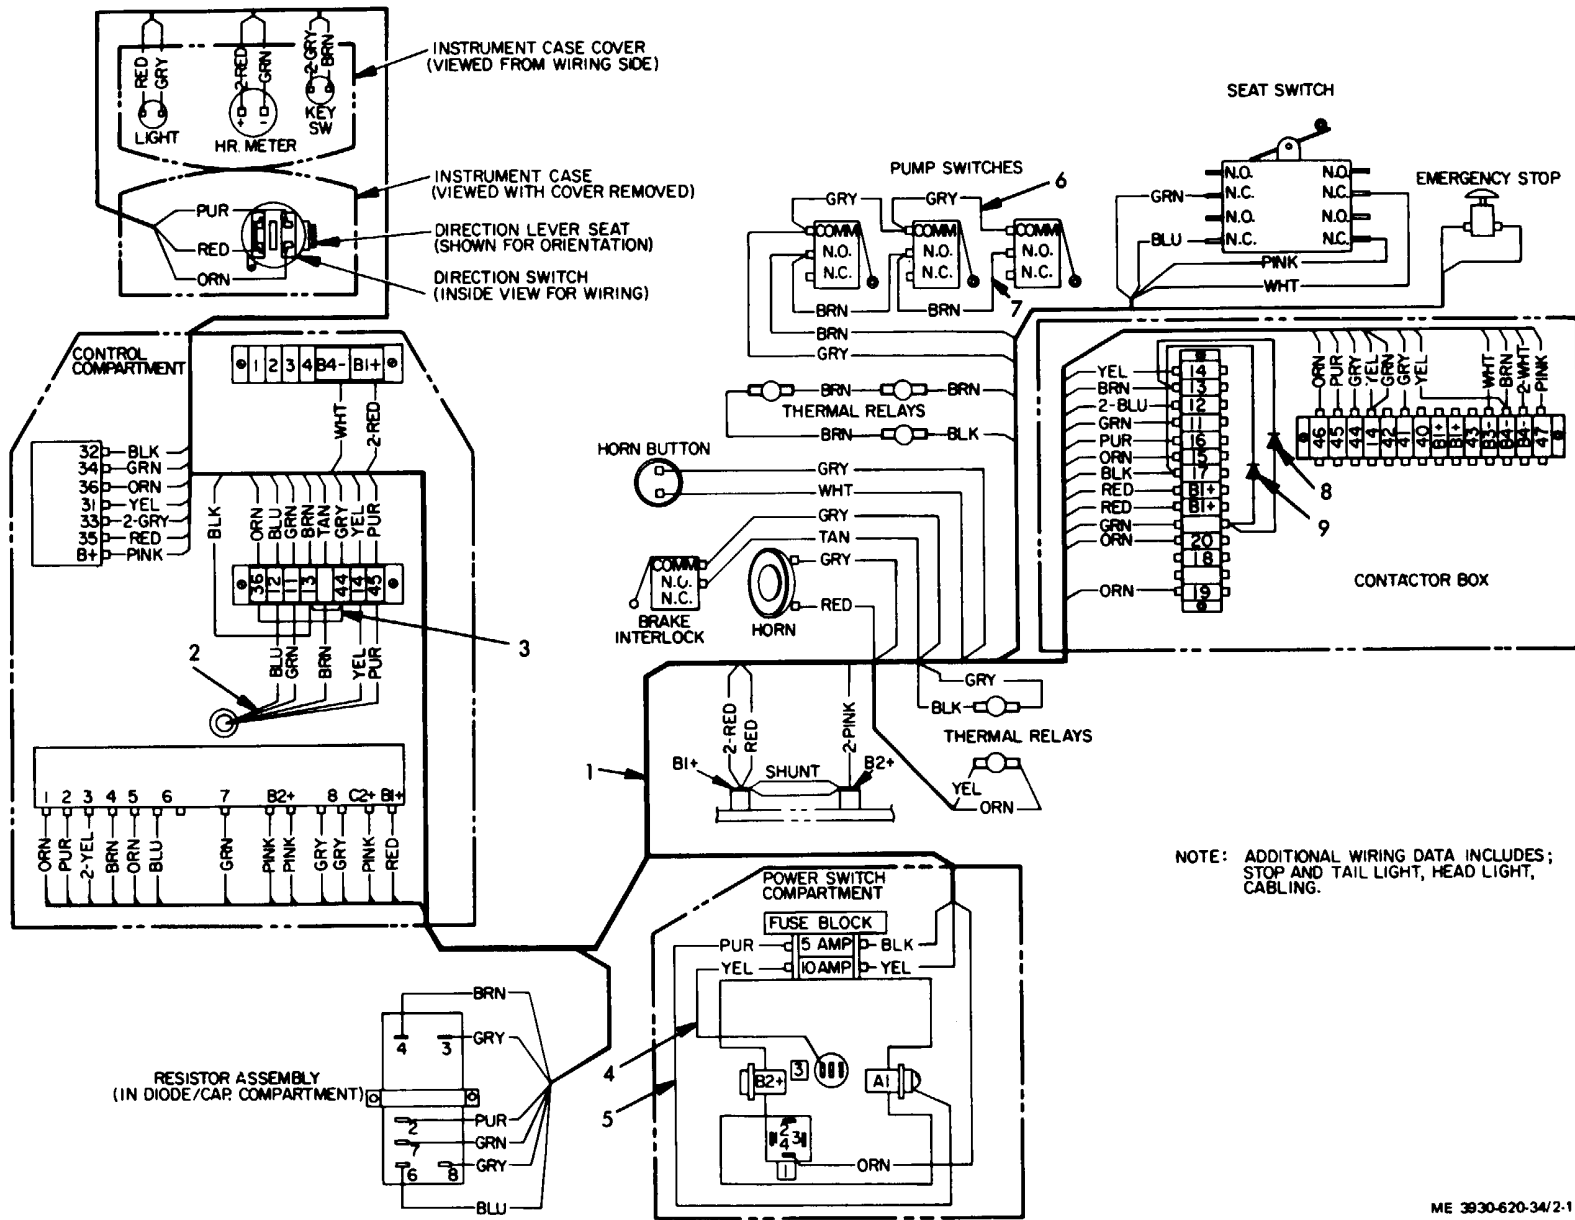 INSTRUMENT CASE COVER
(VIEWED FROM WIRING SIDE)
RED
GRY
2-RED
GRN
2-GRY
BRN
LIGHT
+
-
HR. METER
KEY
SW
INSTRUMENT CASE
(VIEWED WITH COVER REMOVED)
PUR
RED
ORN
DIRECTION LEVER SEAT
(SHOWN FOR ORIENTATION)
DIRECTION SWITCH
(INSIDE VIEW FOR WIRING)
SEAT SWITCH
N.O.
N.C.
N.O.
N.C.
N.O.
N.C.
N.O.
N.C.
GRN
BLU
PINK
WHT
EMERGENCY STOP
PUMP SWITCHES
6
GRY
GRY
COMM
N.O.
N.C.
COMM
N.O.
N.C.
COMM
N.O.
N.C.
BRN
BRN
7
BRN
GRY
BRN
BRN
THERMAL RELAYS
BRN
BLK
HORN BUTTON
GRY
WHT
GRY
TAN
COMM
N.O.
N.C.
BRAKE
INTERLOCK
GRY
RED
HORN
CONTROL
COMPARTMENT
1 2 3 4 B4- B1+
WHT
2-RED
32 BLK
34 GRN
36 ORN
31 YEL
33 2-GRY
35 RED
B+ PINK
BLK
ORN
BLU
GRN
BRN
TAN
GRY
YEL
PUR
36 12 11 13 44 14 45
3
BLU
GRN
BRN
YEL
PUR
2
1 2 3 4 5 6 7 B2+ 8 C2+ B1+
ORN
PUR
2-YEL
BRN
ORN
BLU
GRN
PINK
PINK
GRY
GRY
PINK
RED
YEL 14
BRN 13
2-BLU 12
GRN 11
PUR 16
ORN 15
BLK 17
RED B1+
RED B1+
GRN
ORN 20
18
ORN 19
8
9
ORN
PUR
GRY
YEL
GRN
GRY
YEL
WHT
BRN
2-WHT
PINK
46 45 44 14 42 41 40 B1+ B1+ 43 B3- B4- B4- 47
CONTACTOR BOX
1
2-RED
RED
2-PINK
B1+
SHUNT
B2+
GRY
BLK
THERMAL RELAYS
YEL
ORN
NOTE: ADDITIONAL WIRING DATA INCLUDES;
STOP AND TAIL LIGHT, HEAD LIGHT,
CABLING.
POWER SWITCH
COMPARTMENT
FUSE BLOCK
PUR 5 AMP BLK
YEL 10 AMP YEL
4
5
B2+
3
A1
2
4
3
1
ORN
BRN
4
3
GRY
RESISTOR ASSEMBLY
(IN DIODE/CAP. COMPARTMENT)
2
PUR
7
GRN
6
8
GRY
BLU
ME 3930-620-34/2-1